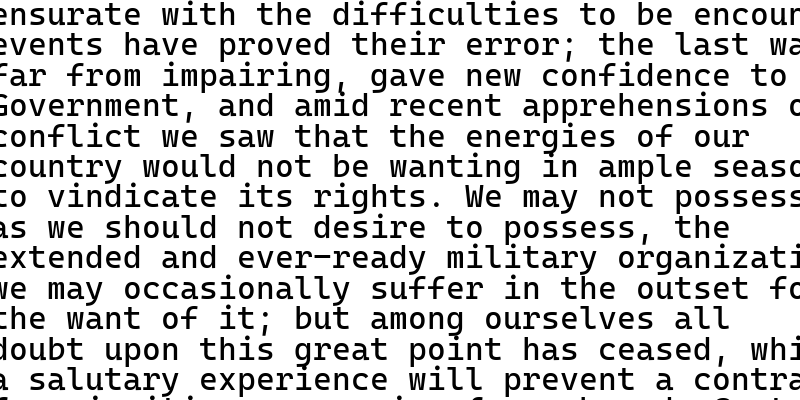 ensurate with the difficulties to be encoun
events have proved their error; the last wa
far from impairing, gave new confidence to
Government, and amid recent apprehensions o
conflict we saw that the energies of our
country would not be wanting in ample seaso
to vindicate its rights. We may not possess
as we should not desire to possess, the
extended and ever-ready military organizati
we may occasionally suffer in the outset fo
the want of it; but among ourselves all
doubt upon this great point has ceased, whi
a salutary experience will prevent a contra